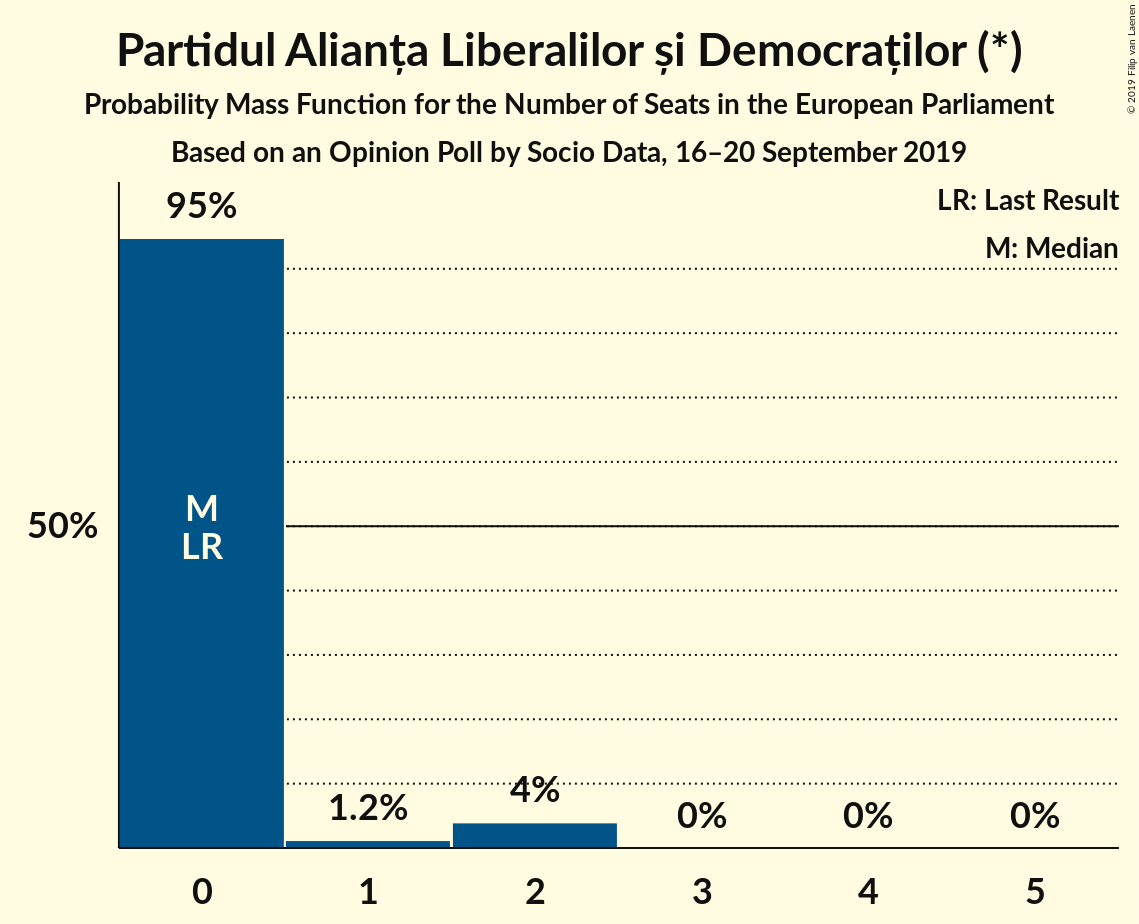 Partidul Alianța Liberalilor și Democraților (*)
Probability Mass Function for the Number of Seats in the European Parliament
Based on an Opinion Poll by Socio Data, 16–20 September 2019
© 2019 Filip van Laenen
LR: Last Result
M: Median
95%
50%
M
LR
1.2%
4%
0%
0%
0%
0
1
2
3
4
5